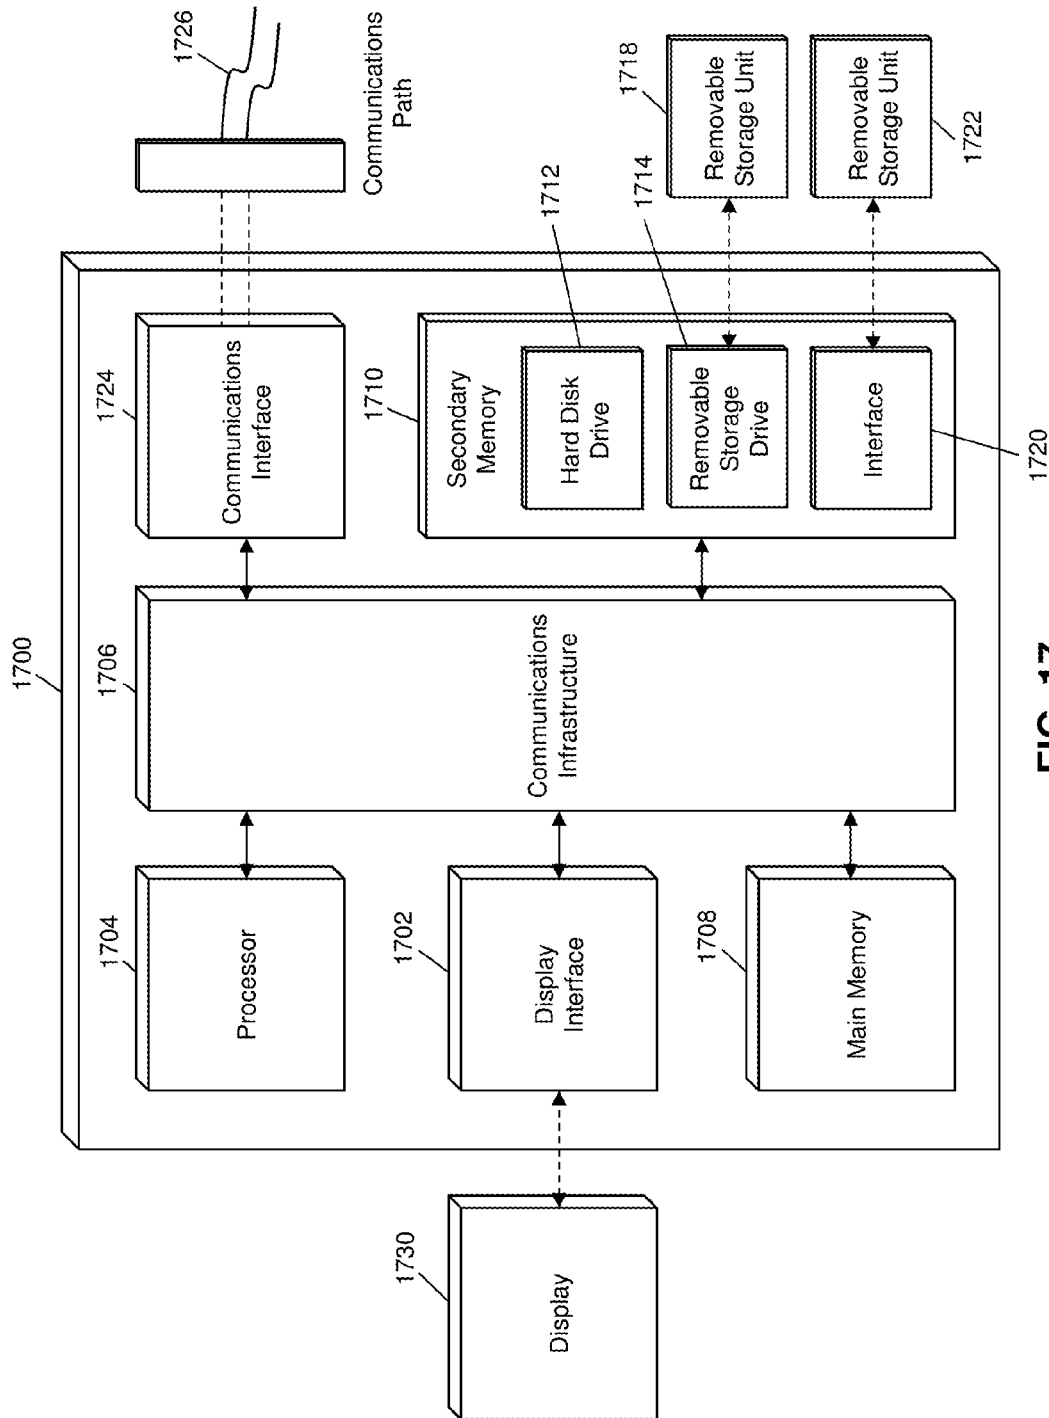 1700
1704
Processor
1706
Communications
Infrastructure
1724
Communications
Interface
1726
Communications
Path
1730
Display
1702
Display
Interface
1708
Main Memory
1710
Secondary
Memory
1712
Hard Disk
Drive
1714
Removable
Storage
Drive
1718
Removable
Storage Unit
Interface
1720
Removable
Storage Unit
1722
FIG. 17